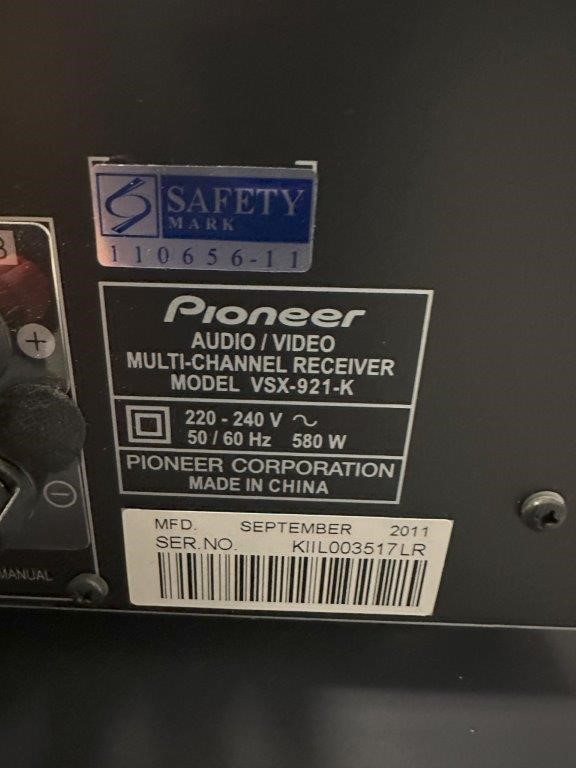 SAFETY
MARK
110656-11
B
Pioneer
AUDIO / VIDEO
MULTI-CHANNEL RECEIVER
MODEL VSX-921-K
220 - 240 V ~
50 / 60 Hz 580 W
PIONEER CORPORATION
MADE IN CHINA
MFD. SEPTEMBER 2011
SER.NO. KIIL003517LR
MANUAL